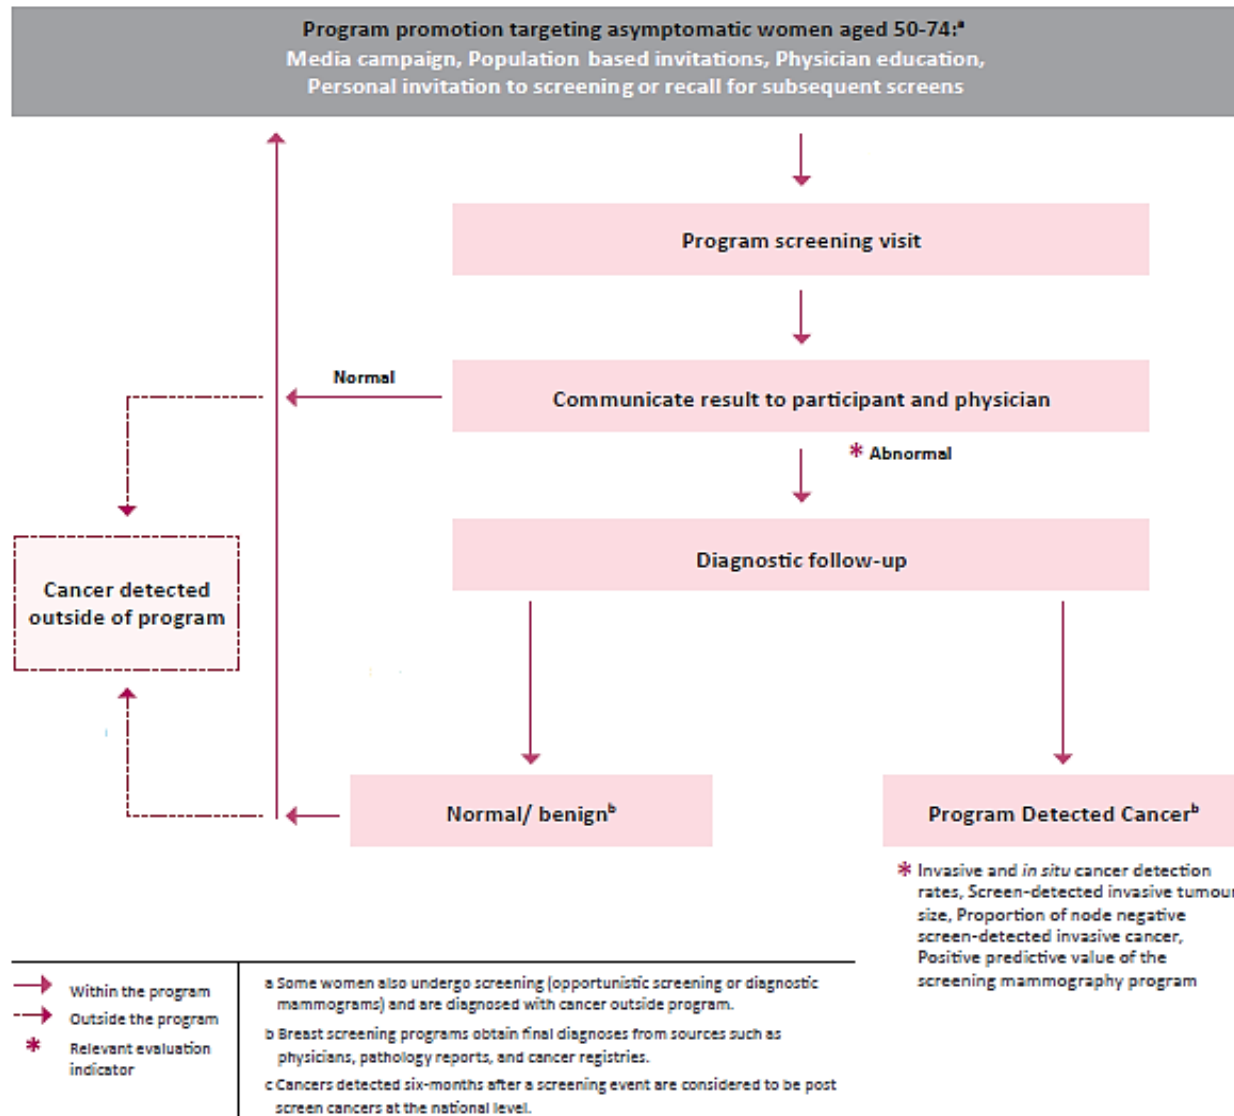 Program promotion targeting asymptomatic women aged 50-74:ᵃ
Media campaign, Population based invitations, Physician education,
Personal invitation to screening or recall for subsequent screens
Program screening visit
Normal
Communicate result to participant and physician
* Abnormal
Diagnostic follow-up
Cancer detected
outside of program
Normal/ benignᵇ
Program Detected Cancerᵇ
* Invasive and in situ cancer detection
rates, Screen-detected invasive tumour
size, Proportion of node negative
screen-detected invasive cancer,
Positive predictive value of the
screening mammography program
Within the program
Outside the program
* Relevant evaluation
indicator
a Some women also undergo screening (opportunistic screening or diagnostic
mammograms) and are diagnosed with cancer outside program.
b Breast screening programs obtain final diagnoses from sources such as
physicians, pathology reports, and cancer registries.
c Cancers detected six-months after a screening event are considered to be post
screen cancers at the national level.